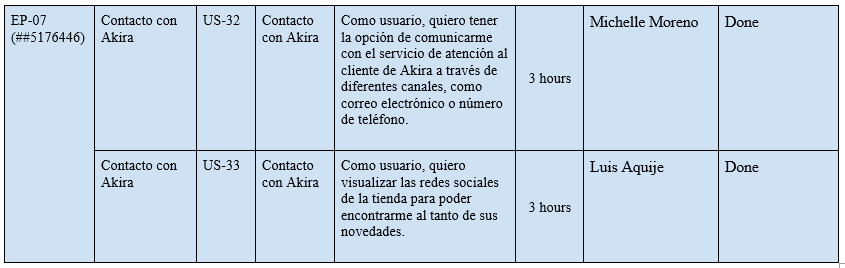 EP-07
(##5176446)
Contacto con
Akira
US-32
Contacto
con Akira
Como usuario, quiero tener
la opción de comunicarme
con el servicio de atención al
cliente de Akira a través de
diferentes canales, como
correo electrónico o número
de teléfono.
3 hours
Michelle Moreno
Done
Contacto con
Akira
US-33
Contacto
con Akira
Como usuario, quiero
visualizar las redes sociales
de la tienda para poder
encontrarme al tanto de sus
novedades.
3 hours
Luis Aquije
Done